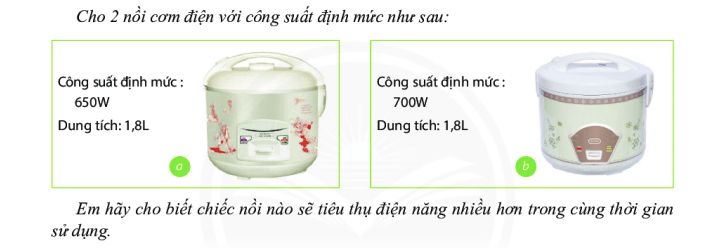 Cho 2 nồi cơm điện với công suất định mức như sau:
Công suất định mức :
650W
Dung tích: 1,8L
a
Công suất định mức :
700W
Dung tích: 1,8L
b
Em hãy cho biết chiếc nồi nào sẽ tiêu thụ điện năng nhiều hơn trong cùng thời gian
sử dụng.